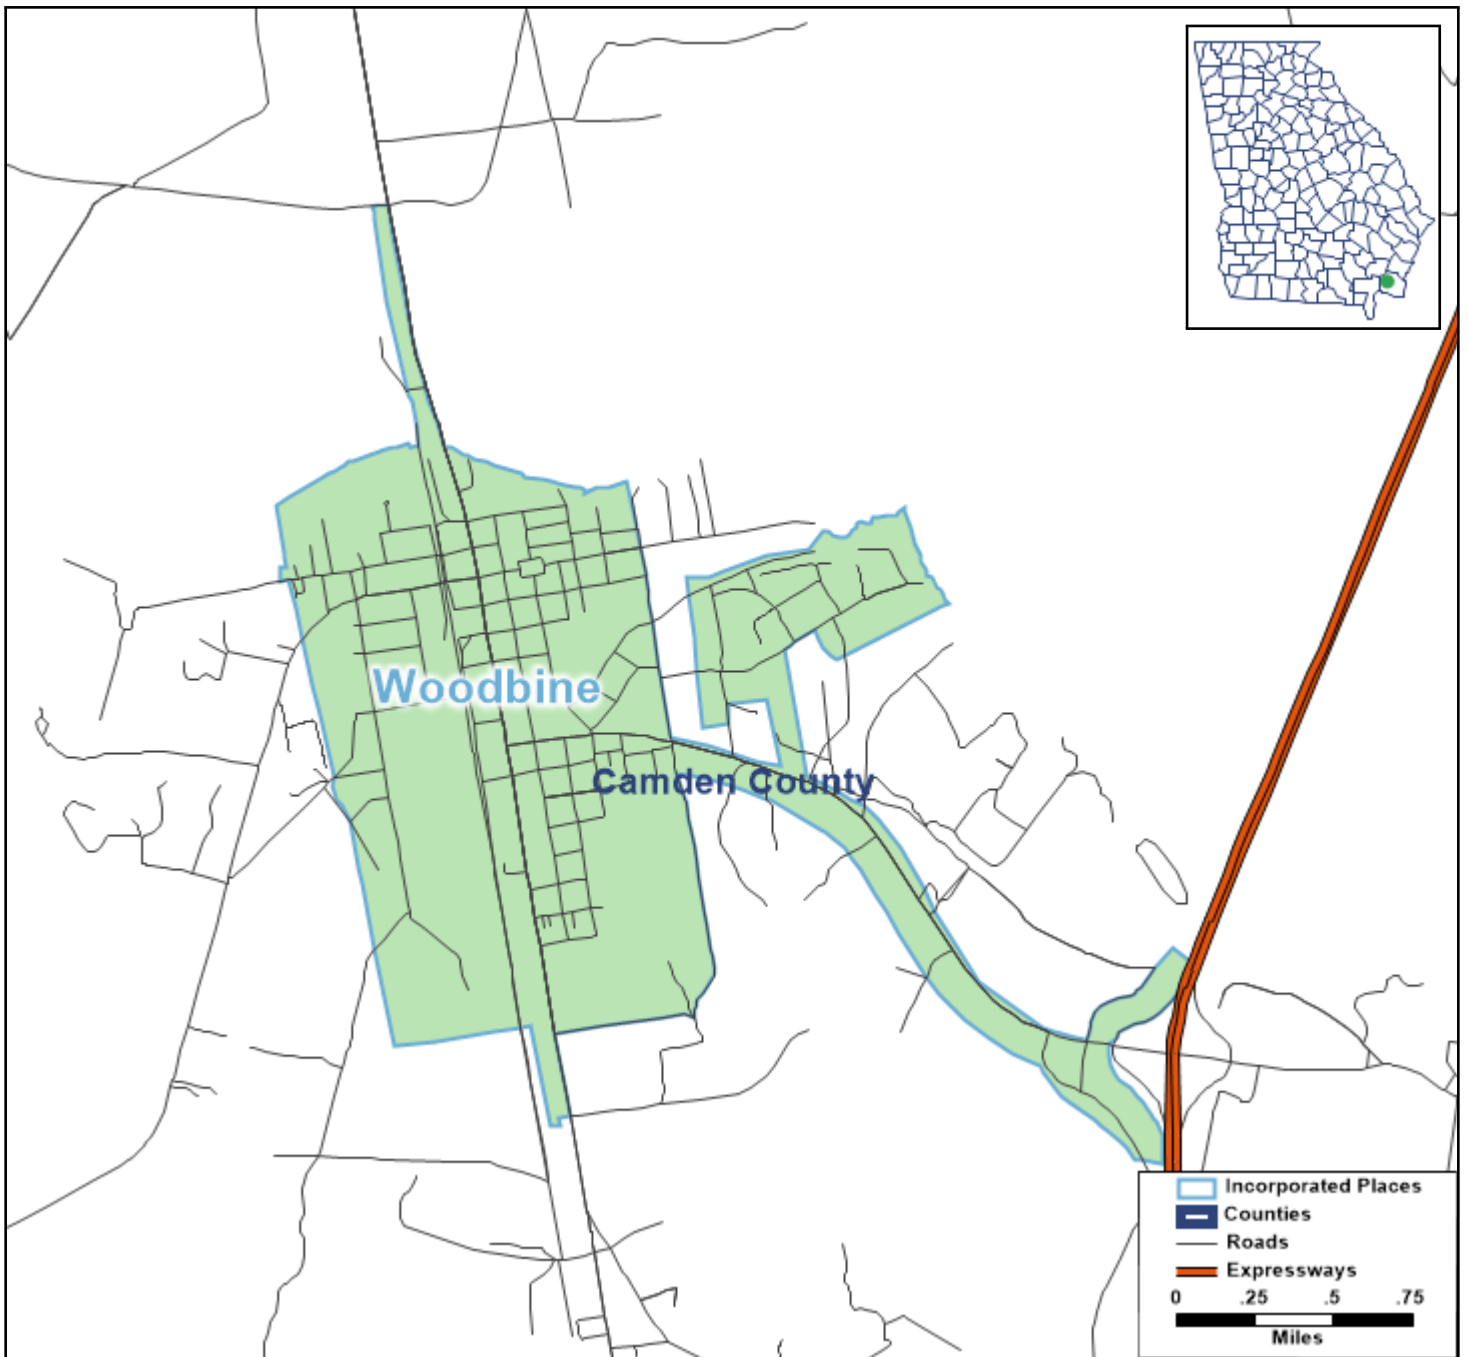 Woodbine
Camden County
Incorporated Places
Counties
Roads
Expressways
0 .25 .5 .75
Miles